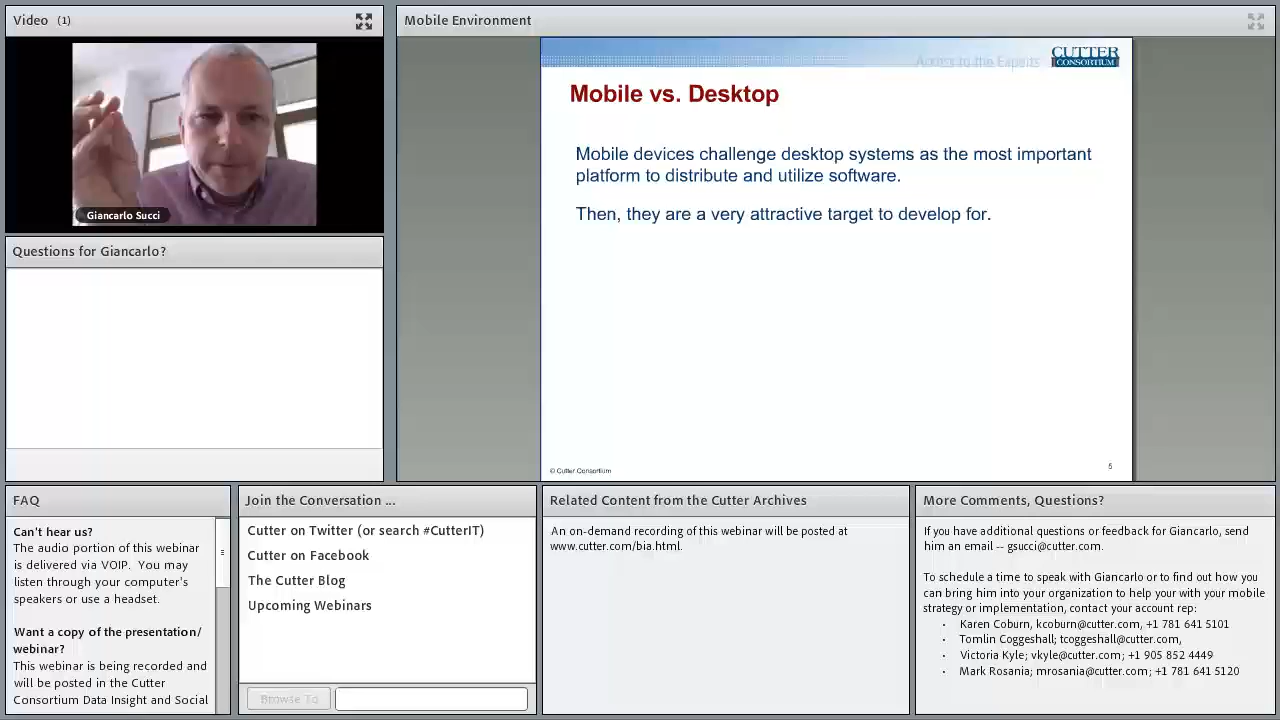 Video (1)
Giancarlo Succi
Questions for Giancarlo?
Mobile Environment
Access to the Experts
CUTTER
CONSORTIUM
Mobile vs. Desktop
Mobile devices challenge desktop systems as the most important
platform to distribute and utilize software.
Then, they are a very attractive target to develop for.
© Cutter Consortium
5
FAQ
Can't hear us?
The audio portion of this webinar
is delivered via VOIP. You may
listen through your computer's
speakers or use a headset.
Want a copy of the presentation/
webinar?
This webinar is being recorded and
will be posted in the Cutter
Consortium Data Insight and Social
Join the Conversation ...
Cutter on Twitter (or search #CutterIT)
Cutter on Facebook
The Cutter Blog
Upcoming Webinars
Browse To
Related Content from the Cutter Archives
An on-demand recording of this webinar will be posted at
www.cutter.com/bia.html.
More Comments, Questions?
If you have additional questions or feedback for Giancarlo, send
him an email -- gsucci@cutter.com.
To schedule a time to speak with Giancarlo or to find out how you
can bring him into your organization to help your with your mobile
strategy or implementation, contact your account rep:
• Karen Coburn, kcoburn@cutter.com, +1 781 641 5101
• Tomlin Coggeshall; tcoggeshall@cutter.com,
• Victoria Kyle; vkyle@cutter.com; +1 905 852 4449
• Mark Rosania; mrosania@cutter.com; +1 781 641 5120